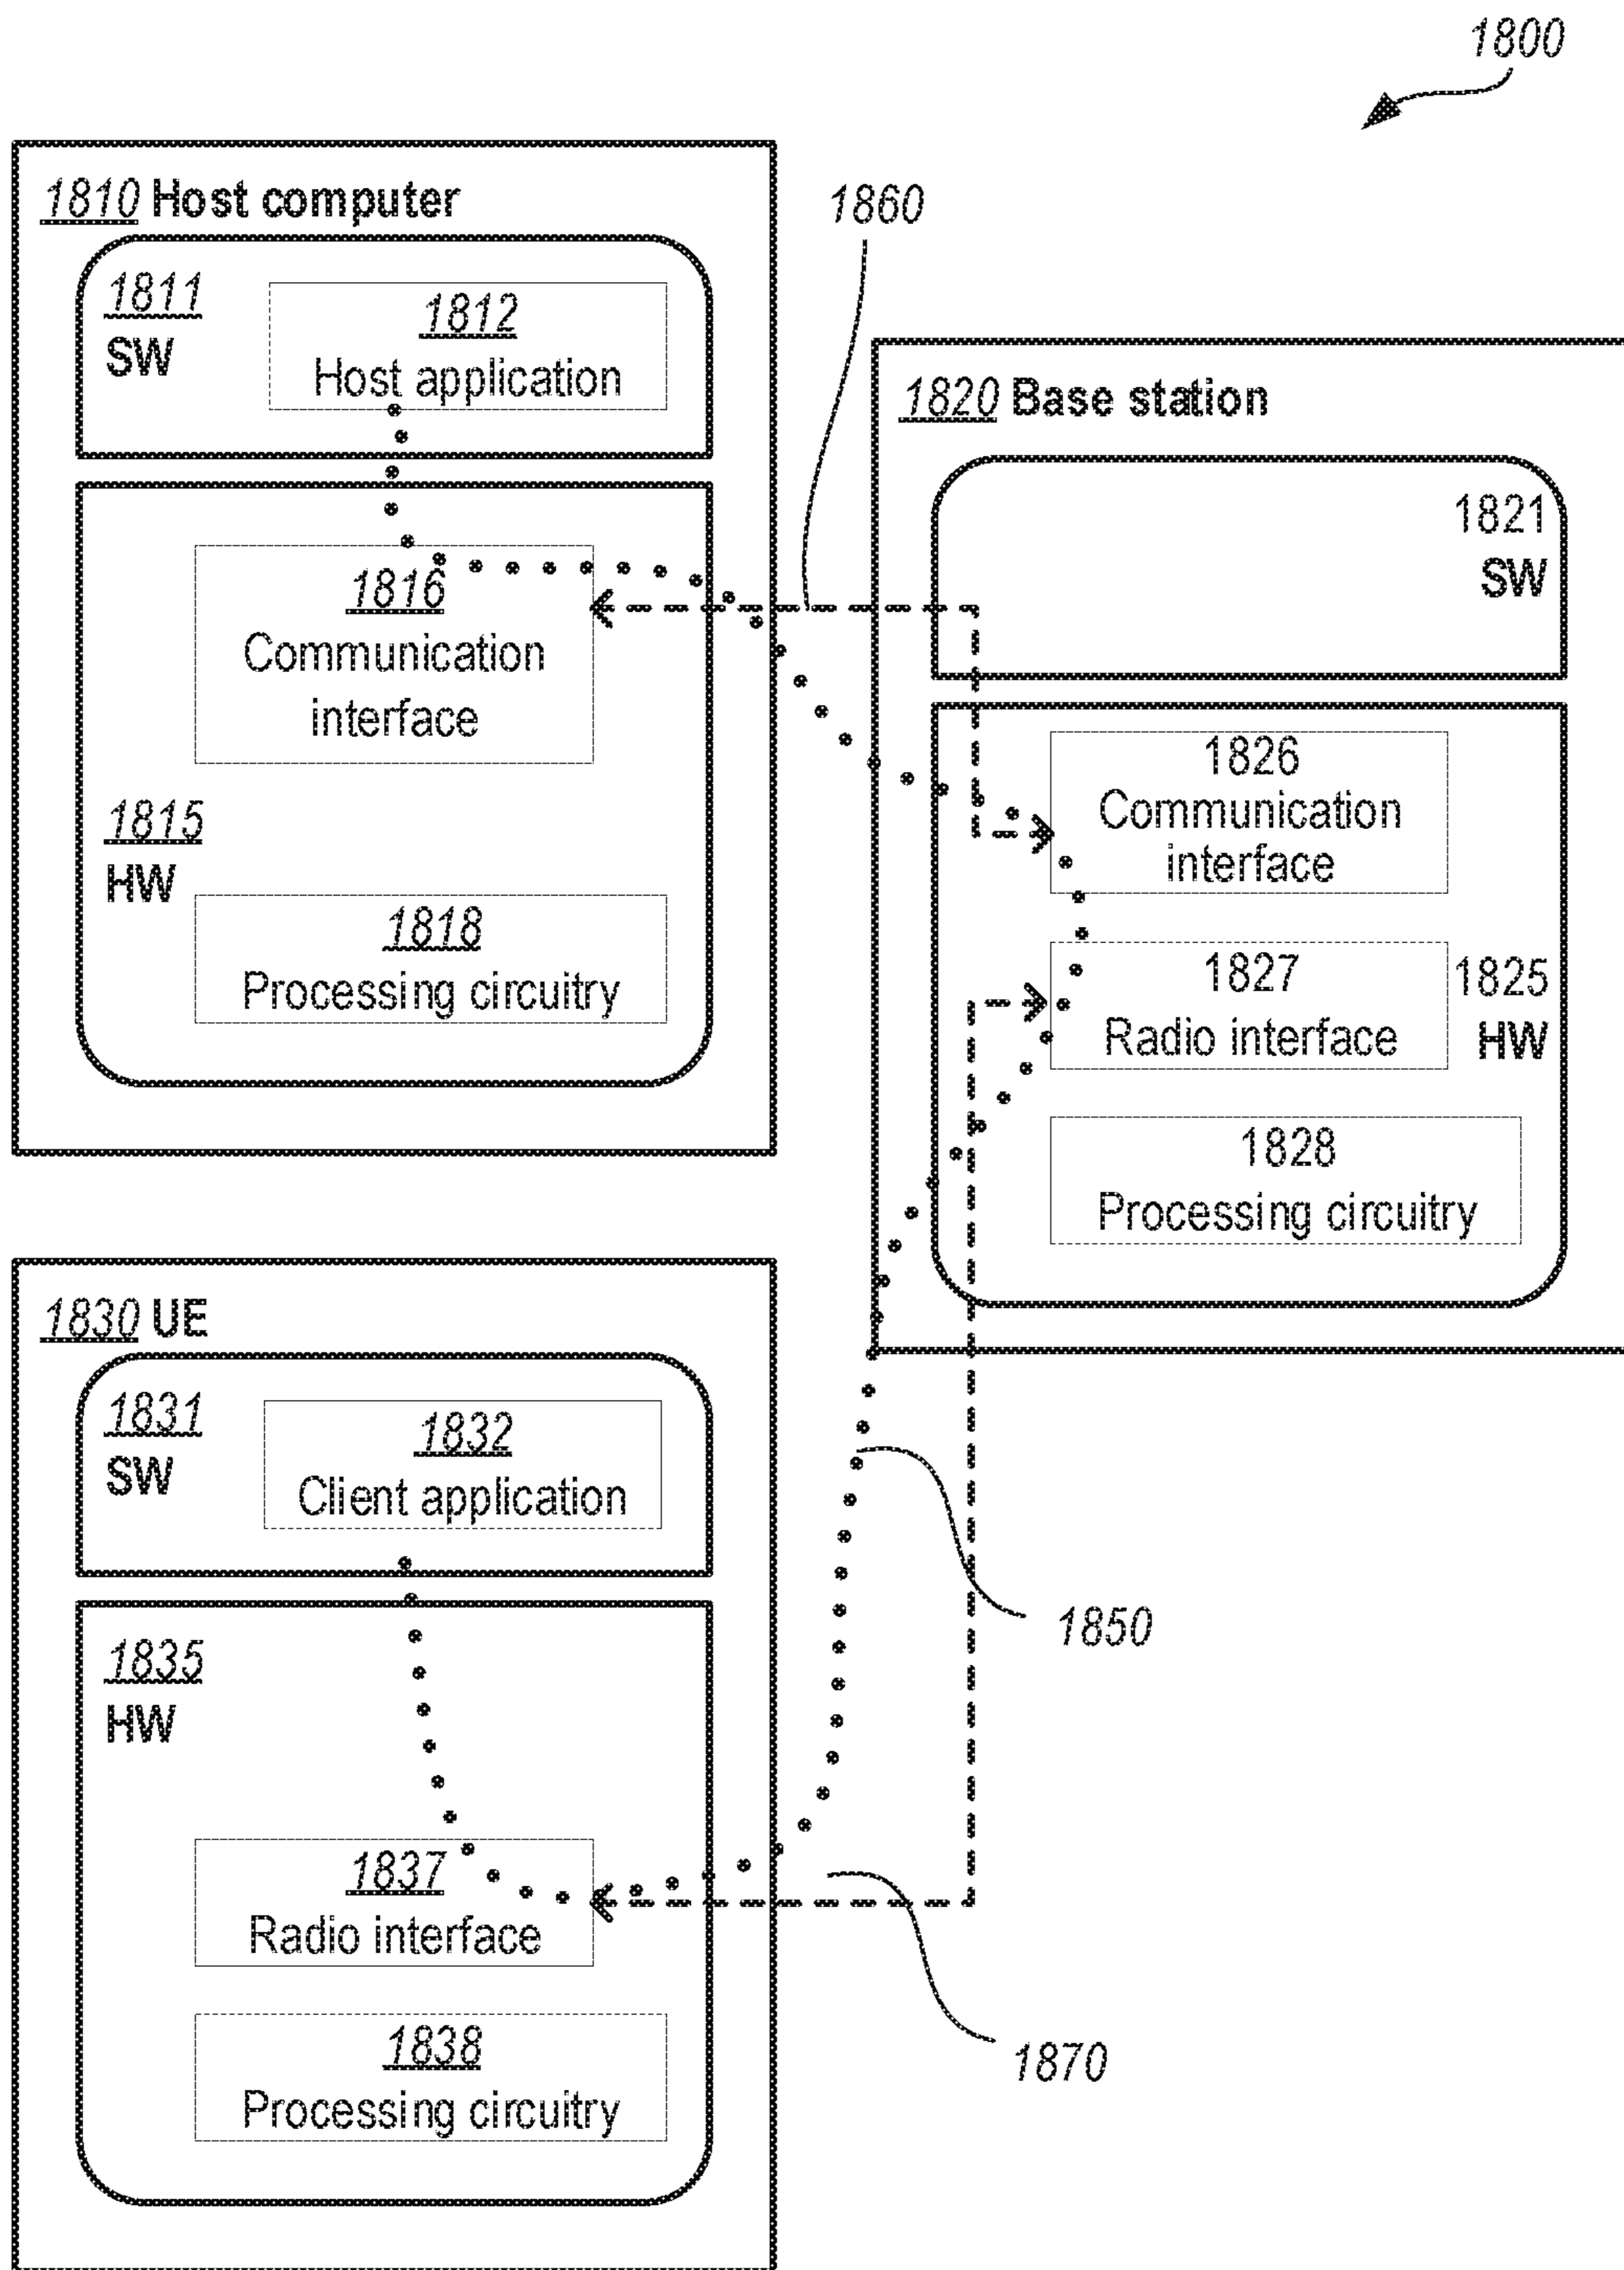 1800
1810 Host computer
1811
SW
1812
Host application
1816
Communication
interface
1815
HW
1818
Processing circuitry
1860
1820 Base station
1821
SW
1826
Communication
interface
1827
Radio interface
1825
HW
1828
Processing circuitry
1830 UE
1831
SW
1832
Client application
1835
HW
1837
Radio interface
1838
Processing circuitry
1850
1870